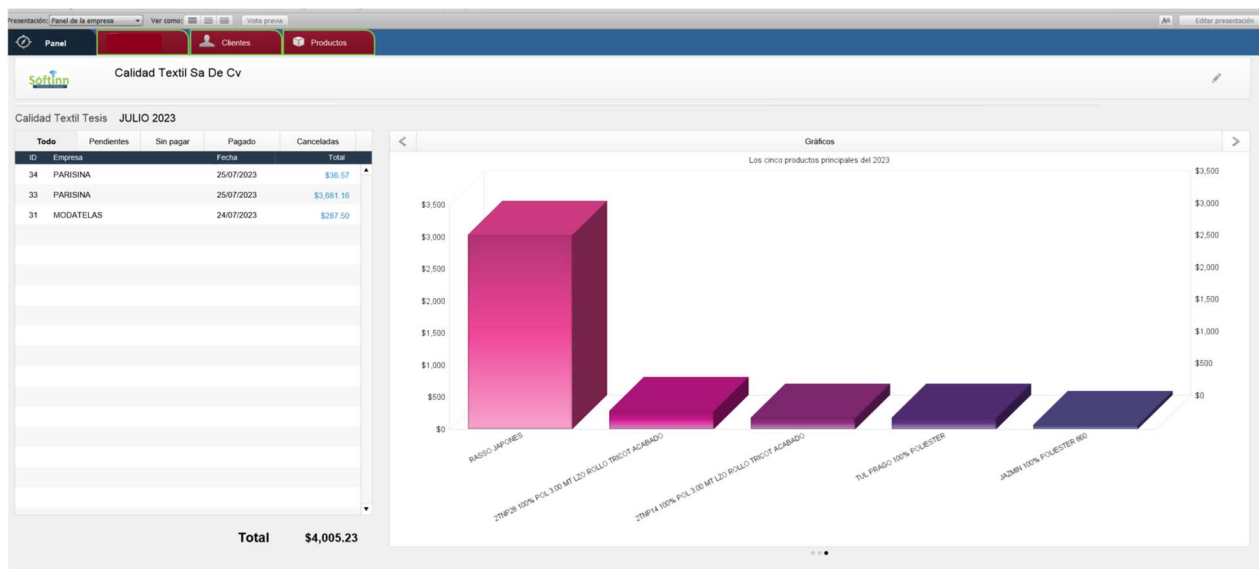 Presentación: Panel de la empresa Ver como: Vista previa Aa Editar presentación
Panel Clientes Productos
Softinn
Calidad Textil Sa De Cv
Calidad Textil Tesis JULIO 2023
Todo Pendientes Sin pagar Pagado Canceladas
ID Empresa Fecha Total
34 PARISINA 25/07/2023 $36.57
33 PARISINA 25/07/2023 $3,681.16
31 MODATELAS 24/07/2023 $287.50
Total $4,005.23
< Gráficos >
Los cinco productos principales del 2023
$3,500
$3,000
$2,500
$2,000
$1,500
$1,000
$500
$0
$3,500
$3,000
$2,500
$2,000
$1,500
$1,000
$500
$0
RASSO JAPONES
2TNP28 100% POL 3.00 MT LZO ROLLO TRICOT ACABADO
2TNP14 100% POL 3.00 MT LZO ROLLO TRICOT ACABADO
TUL PRAGO 100% POLIESTER
JAZMIN 100% POLIESTER 860